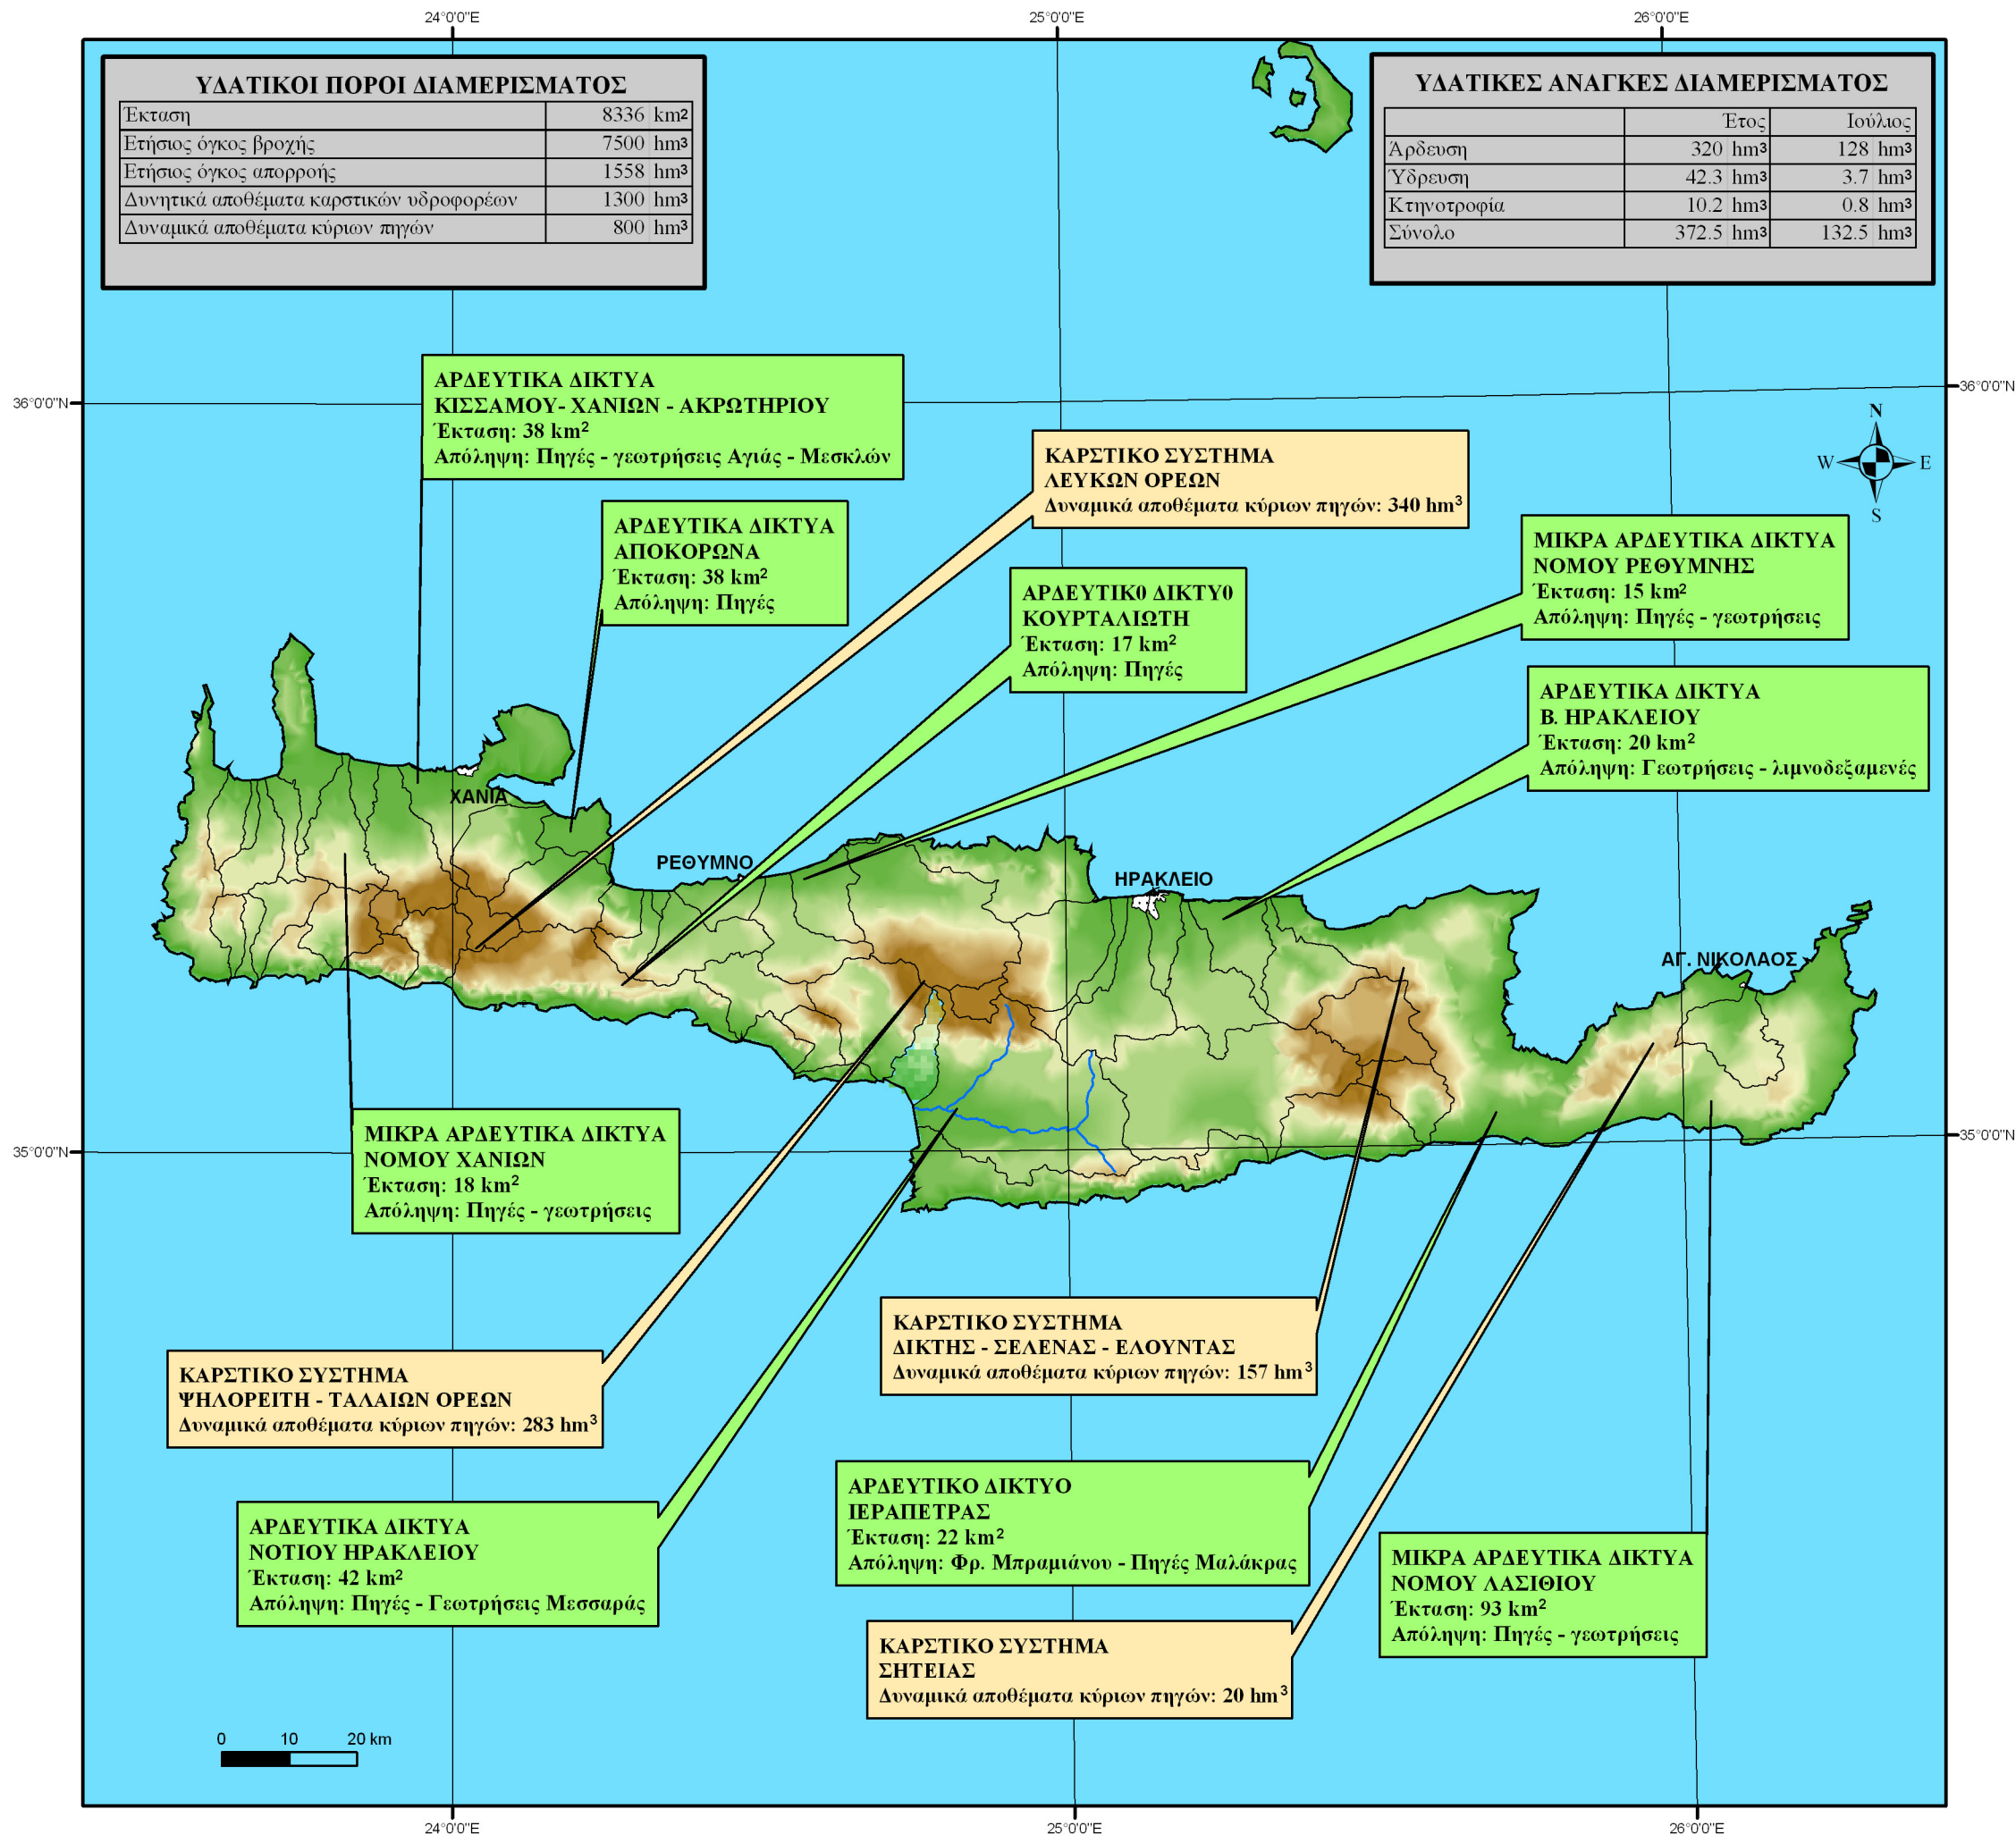 24°0'0"E 25°0'0"E 26°0'0"E
ΥΔΑΤΙΚΟΙ ΠΟΡΟΙ ΔΙΑΜΕΡΙΣΜΑΤΟΣ
Έκταση 8336 km²
Ετήσιος όγκος βροχής 7500 hm³
Ετήσιος όγκος απορροής 1558 hm³
Δυνητικά αποθέματα καρστικών υδροφορέων 1300 hm³
Δυναμικά αποθέματα κύριων πηγών 800 hm³
ΥΔΑΤΙΚΕΣ ΑΝΑΓΚΕΣ ΔΙΑΜΕΡΙΣΜΑΤΟΣ
Έτος Ιούλιος
Άρδευση 320 hm³ 128 hm³
Ύδρευση 42.3 hm³ 3.7 hm³
Κτηνοτροφία 10.2 hm³ 0.8 hm³
Σύνολο 372.5 hm³ 132.5 hm³
36°0'0"N
36°0'0"N
ΑΡΔΕΥΤΙΚΑ ΔΙΚΤΥΑ
ΚΙΣΣΑΜΟΥ- ΧΑΝΙΩΝ - ΑΚΡΩΤΗΡΙΟΥ
Έκταση: 38 km²
Απόληψη: Πηγές - γεωτρήσεις Αγιάς - Μεσκλών
N
W E
S
ΚΑΡΣΤΙΚΟ ΣΥΣΤΗΜΑ
ΛΕΥΚΩΝ ΟΡΕΩΝ
Δυναμικά αποθέματα κύριων πηγών: 340 hm³
ΑΡΔΕΥΤΙΚΑ ΔΙΚΤΥΑ
ΑΠΟΚΟΡΩΝΑ
Έκταση: 38 km²
Απόληψη: Πηγές
ΑΡΔΕΥΤΙΚ0 ΔΙΚΤΥ0
ΚΟΥΡΤΑΛΙΩΤΗ
Έκταση: 17 km²
Απόληψη: Πηγές
ΜΙΚΡΑ ΑΡΔΕΥΤΙΚΑ ΔΙΚΤΥΑ
ΝΟΜΟΥ ΡΕΘΥΜΝΗΣ
Έκταση: 15 km²
Απόληψη: Πηγές - γεωτρήσεις
ΑΡΔΕΥΤΙΚΑ ΔΙΚΤΥΑ
Β. ΗΡΑΚΛΕΙΟΥ
Έκταση: 20 km²
Απόληψη: Γεωτρήσεις - λιμνοδεξαμενές
ΧΑΝΙΑ
ΡΕΘΥΜΝΟ
ΗΡΑΚΛΕΙΟ
ΑΓ. ΝΙΚΟΛΑΟΣ
35°0'0"N
35°0'0"N
ΜΙΚΡΑ ΑΡΔΕΥΤΙΚΑ ΔΙΚΤΥΑ
ΝΟΜΟΥ ΧΑΝΙΩΝ
Έκταση: 18 km²
Απόληψη: Πηγές - γεωτρήσεις
ΚΑΡΣΤΙΚΟ ΣΥΣΤΗΜΑ
ΔΙΚΤΗΣ - ΣΕΛΕΝΑΣ - ΕΛΟΥΝΤΑΣ
Δυναμικά αποθέματα κύριων πηγών: 157 hm³
ΚΑΡΣΤΙΚΟ ΣΥΣΤΗΜΑ
ΨΗΛΟΡΕΙΤΗ - ΤΑΛΑΙΩΝ ΟΡΕΩΝ
Δυναμικά αποθέματα κύριων πηγών: 283 hm³
ΑΡΔΕΥΤΙΚΑ ΔΙΚΤΥΑ
ΝΟΤΙΟΥ ΗΡΑΚΛΕΙΟΥ
Έκταση: 42 km²
Απόληψη: Πηγές - Γεωτρήσεις Μεσσαράς
ΑΡΔΕΥΤΙΚΟ ΔΙΚΤΥΟ
ΙΕΡΑΠΕΤΡΑΣ
Έκταση: 22 km²
Απόληψη: Φρ. Μπραμιάνου - Πηγές Μαλάκρας
ΜΙΚΡΑ ΑΡΔΕΥΤΙΚΑ ΔΙΚΤΥΑ
ΝΟΜΟΥ ΛΑΣΙΘΙΟΥ
Έκταση: 93 km²
Απόληψη: Πηγές - γεωτρήσεις
ΚΑΡΣΤΙΚΟ ΣΥΣΤΗΜΑ
ΣΗΤΕΙΑΣ
Δυναμικά αποθέματα κύριων πηγών: 20 hm³
0 10 20 km
24°0'0"E 25°0'0"E 26°0'0"E